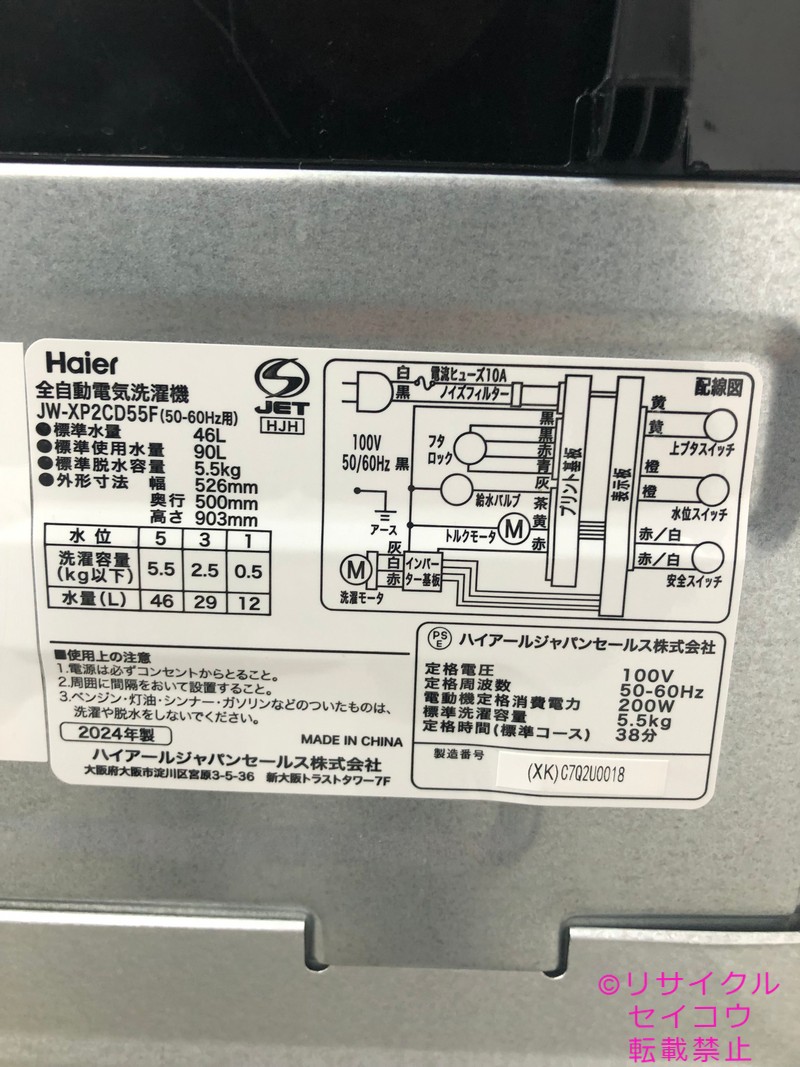 Haier
全自動電気洗濯機
JW-XP2CD55F(50-60Hz用)
●標準水量 46L
●標準使用水量 90L
●標準脱水容量 5.5kg
●外形寸法 幅 526mm
奥行 500mm
高さ 903mm
S
JET
HJH
水位 5 3 1
洗濯容量(kg以下) 5.5 2.5 0.5
水量(L) 46 29 12
配線図
白 電流ヒューズ10A
黒 ノイズフィルター
100V
50/60Hz 黒
アース
フタロック
黒
黒
赤
青
灰
給水バルブ
茶
トルクモータ M 黄
赤
灰
白
赤
M
洗濯モータ
インバーター基板
プリント基板
表示板
黄
黄
上ブタスイッチ
橙
橙
水位スイッチ
赤/白
赤/白
安全スイッチ
■使用上の注意
1.電源は必ずコンセントからとること。
2.周囲に間隔をおいて設置すること。
3.ベンジン・灯油・シンナー・ガソリンなどのついたものは、
洗濯や脱水をしないでください。
2024年製
MADE IN CHINA
ハイアールジャパンセールス株式会社
大阪府大阪市淀川区宮原3-5-36 新大阪トラストタワー7F
PSE ハイアールジャパンセールス株式会社
定格電圧 100V
定格周波数 50-60Hz
電動機定格消費電力 200W
標準洗濯容量 5.5kg
定格時間(標準コース) 38分
製造番号
(XK)C7Q2U0018
©リサイクル
セイコウ
転載禁止